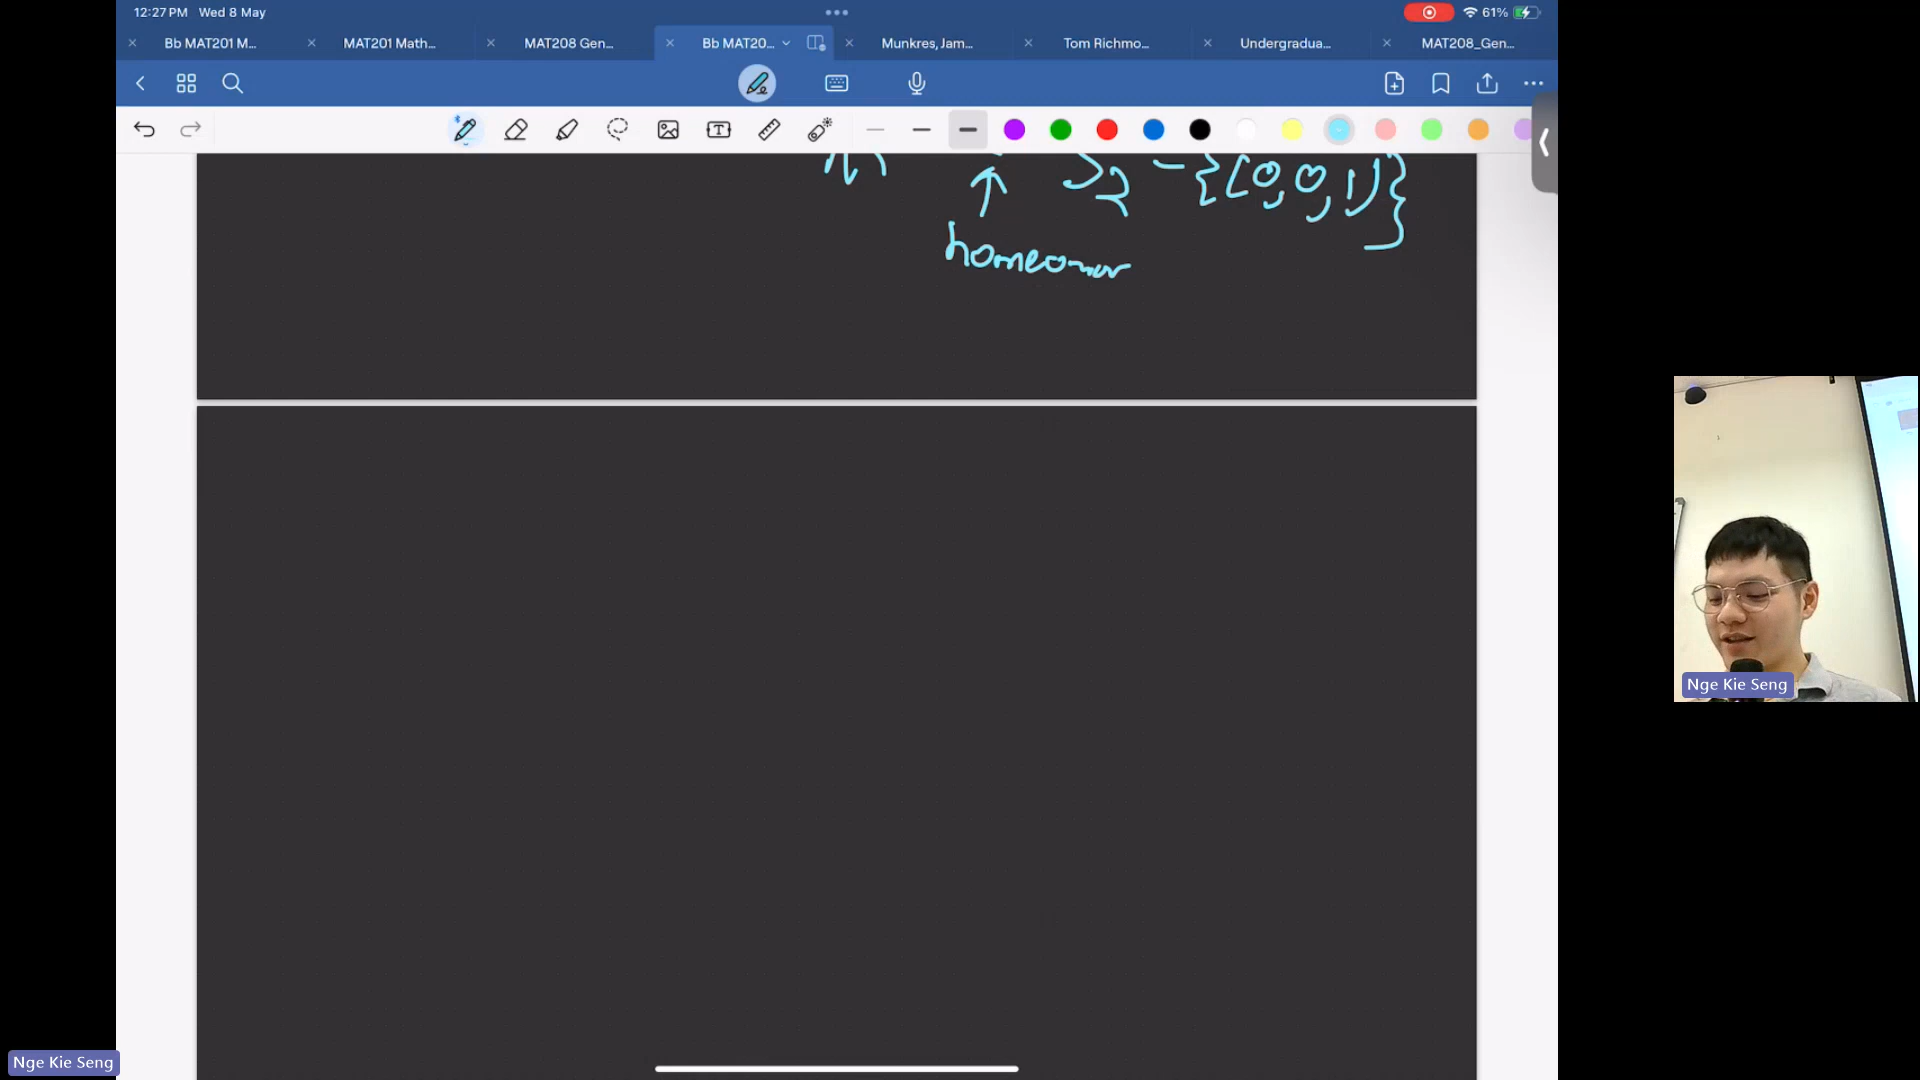 12:27 PM Wed 8 May
61%
Bb MAT201 M...
MAT201 Math...
MAT208 Gen...
Bb MAT20...
Munkres, Jam...
Tom Richmo...
Undergradua...
MAT208_Gen...
S₂ - {(0,0,1)}
↑
homeomor
Nge Kie Seng
Nge Kie Seng